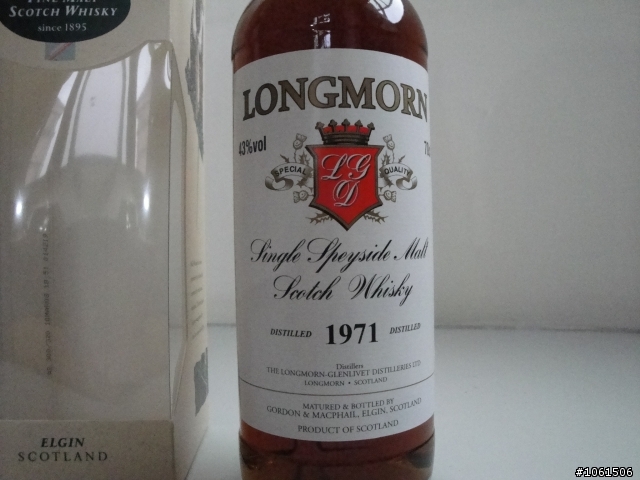 SCOTCH WHISKY
since 1895
ELGIN
SCOTLAND
LONGMORN
43%vol
SPECIAL QUALITY
LGD
Single Speyside Malt
Scotch Whisky
DISTILLED 1971 DISTILLED
Distillers
THE LONGMORN-GLENLIVET DISTILLERIES LTD.
LONGMORN • SCOTLAND
MATURED & BOTTLED BY
GORDON & MACPHAIL, ELGIN, SCOTLAND
PRODUCT OF SCOTLAND
#1061506